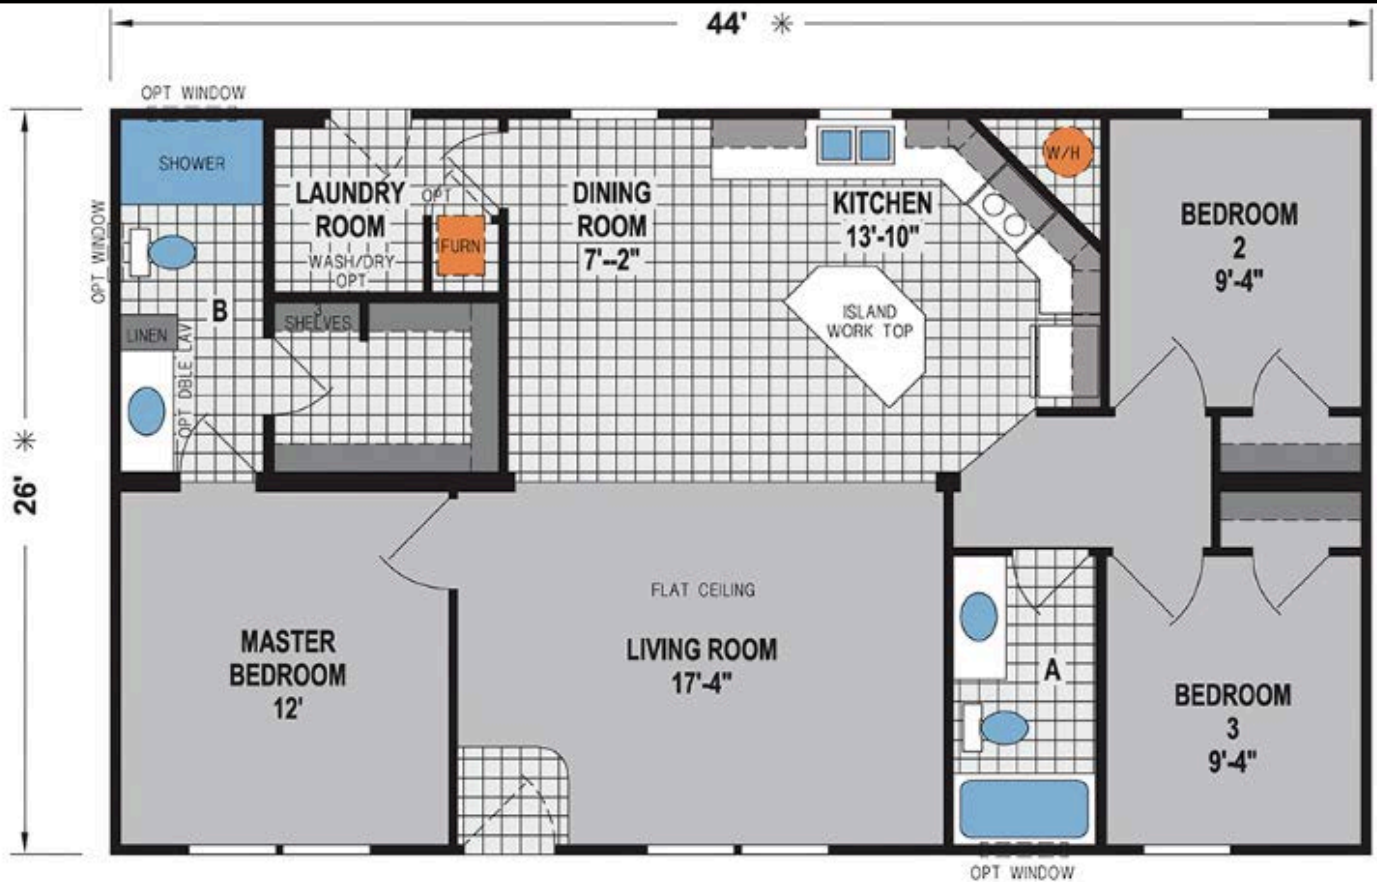 44' ✳
OPT WINDOW
SHOWER
OPT WINDOW
LAUNDRY
ROOM
WASH/DRY
OPT
OPT
FURN
DINING
ROOM
7'--2"
KITCHEN
13'-10"
W/H
BEDROOM
2
9'-4"
ISLAND
WORK TOP
B
3
SHELVES
LINEN
OPT DBLE LAV
26' ✳
MASTER
BEDROOM
12'
FLAT CEILING
LIVING ROOM
17'-4"
A
BEDROOM
3
9'-4"
OPT WINDOW